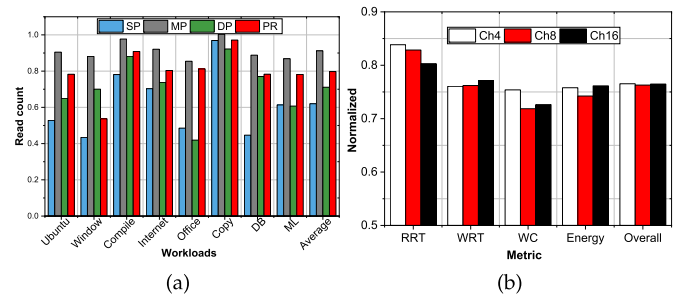 SP MP DP PR
1.0
0.8
0.6
0.4
0.2
0.0
Read count
Ubuntu Window Compile Internet Office Copy DB ML Average
Workloads
(a)
Ch4 Ch8 Ch16
0.9
0.8
0.7
0.6
0.5
Normalized
RRT WRT WC Energy Overall
Metric
(b)